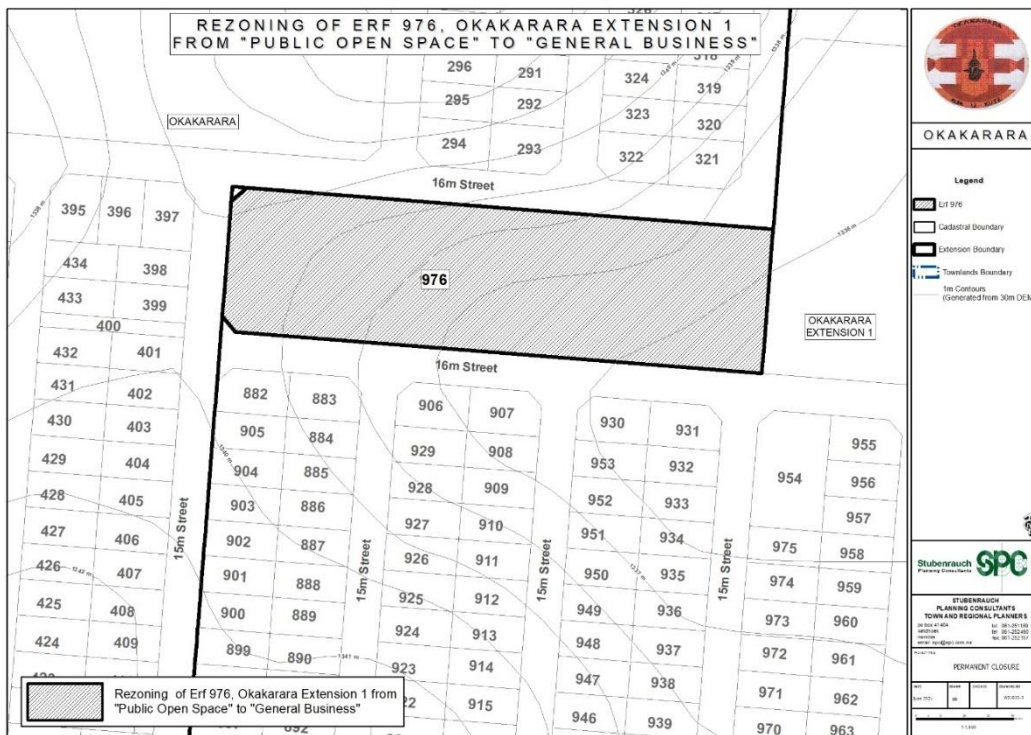 REZONING OF ERF 976, OKAKARARA EXTENSION 1
FROM "PUBLIC OPEN SPACE" TO "GENERAL BUSINESS"
OKAKARARA
296 291
295 292
294 293
324
323 319
320
322 321
16m Street
395 396 397
434 398
433 399
400
432 401
431 402
430 403
429 404
428 405
427 406
426 407
425 408
424 409
15m Street
976
OKAKARARA
EXTENSION 1
16m Street
882 883
905 884
904 885
903 886
902 887
901 888
900 889
899 890
892
15m Street
906 907
929 908
928 909
927 910
926 911
925 912
924 913
923 914
915
15m Street
930 931
953 932
952 933
951 934
950 935
949 936
948 937
947 938
946 939
15m Street
954 955
956
957
975 958
974 959
973 960
972 961
971 962
970 963
Rezoning of Erf 976, Okakarara Extension 1 from
"Public Open Space" to "General Business"
OKAKARARA
OKAKARARA
Legend
Erf 976
Cadastral Boundary
Extension Boundary
Townlands Boundary
1m Contours
(Generated from 30m DEM
Stubenrauch SPC
Planning Consultants
STUBENRAUCH
PLANNING CONSULTANTS
TOWN AND REGIONAL PLANNERS
PERMANENT CLOSURE